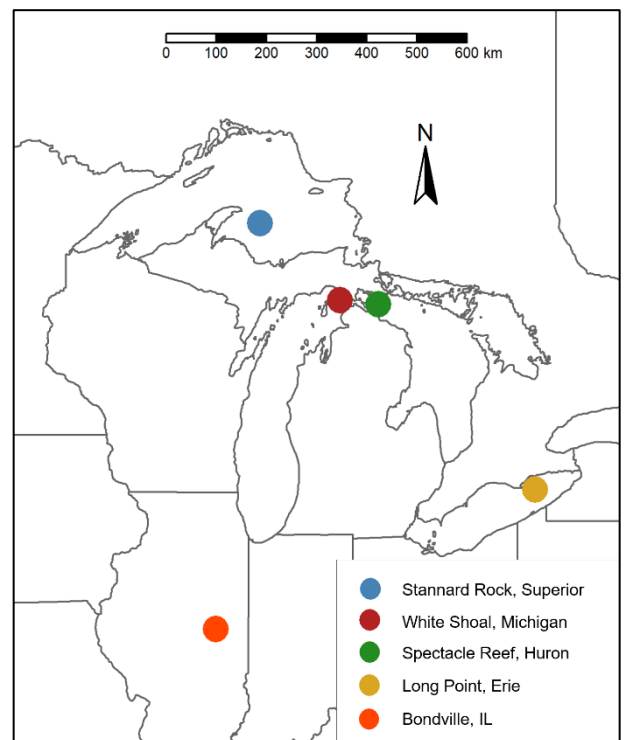 0 100 200 300 400 500 600 km
N
Stannard Rock, Superior
White Shoal, Michigan
Spectacle Reef, Huron
Long Point, Erie
Bondville, IL